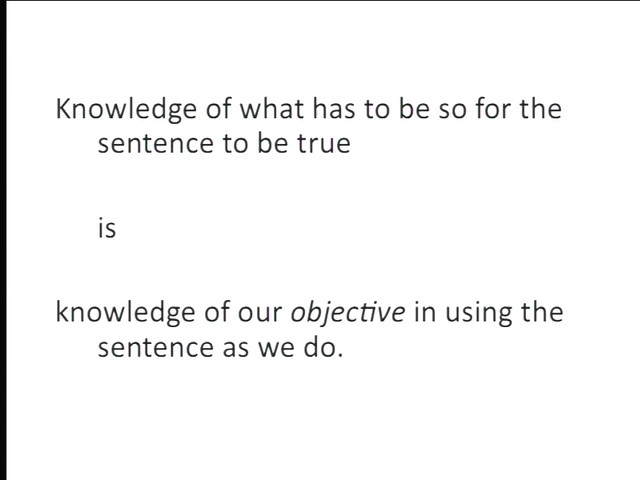 Knowledge of what has to be so for the
sentence to be true
is
knowledge of our objective in using the
sentence as we do.